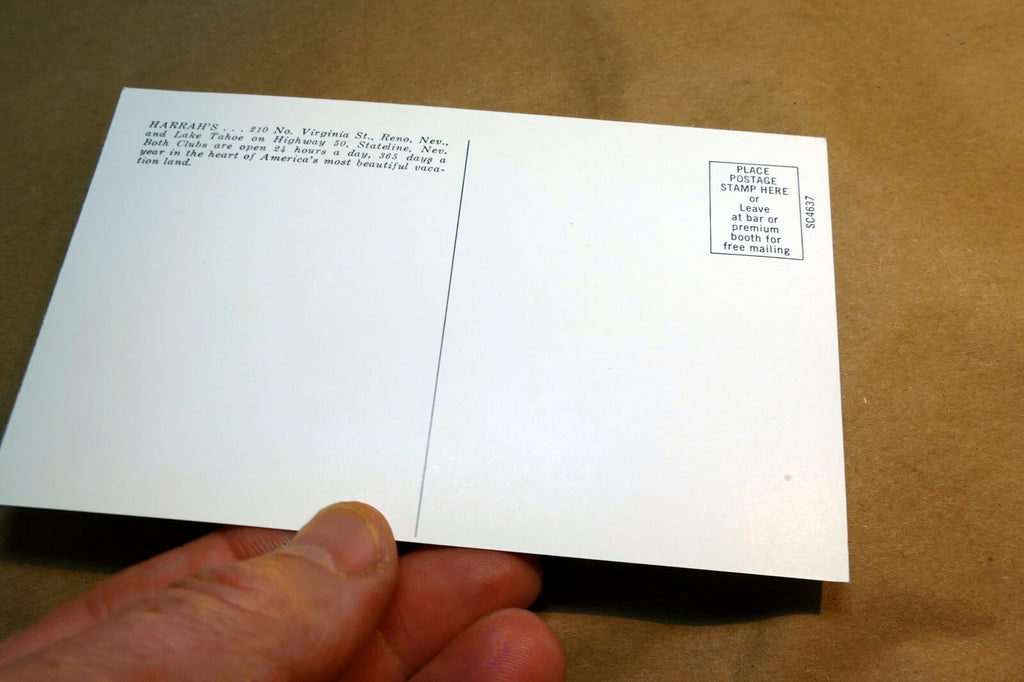 HARRAH'S . . . 210 No. Virginia St., Reno, Nev.,
and Lake Tahoe on Highway 50, Stateline, Nev.
Both Clubs are open 24 hours a day, 365 days a
year in the heart of America's most beautiful vaca-
tion land.
PLACE
POSTAGE
STAMP HERE
or
Leave
at bar or
premium
booth for
free mailing
SC4637